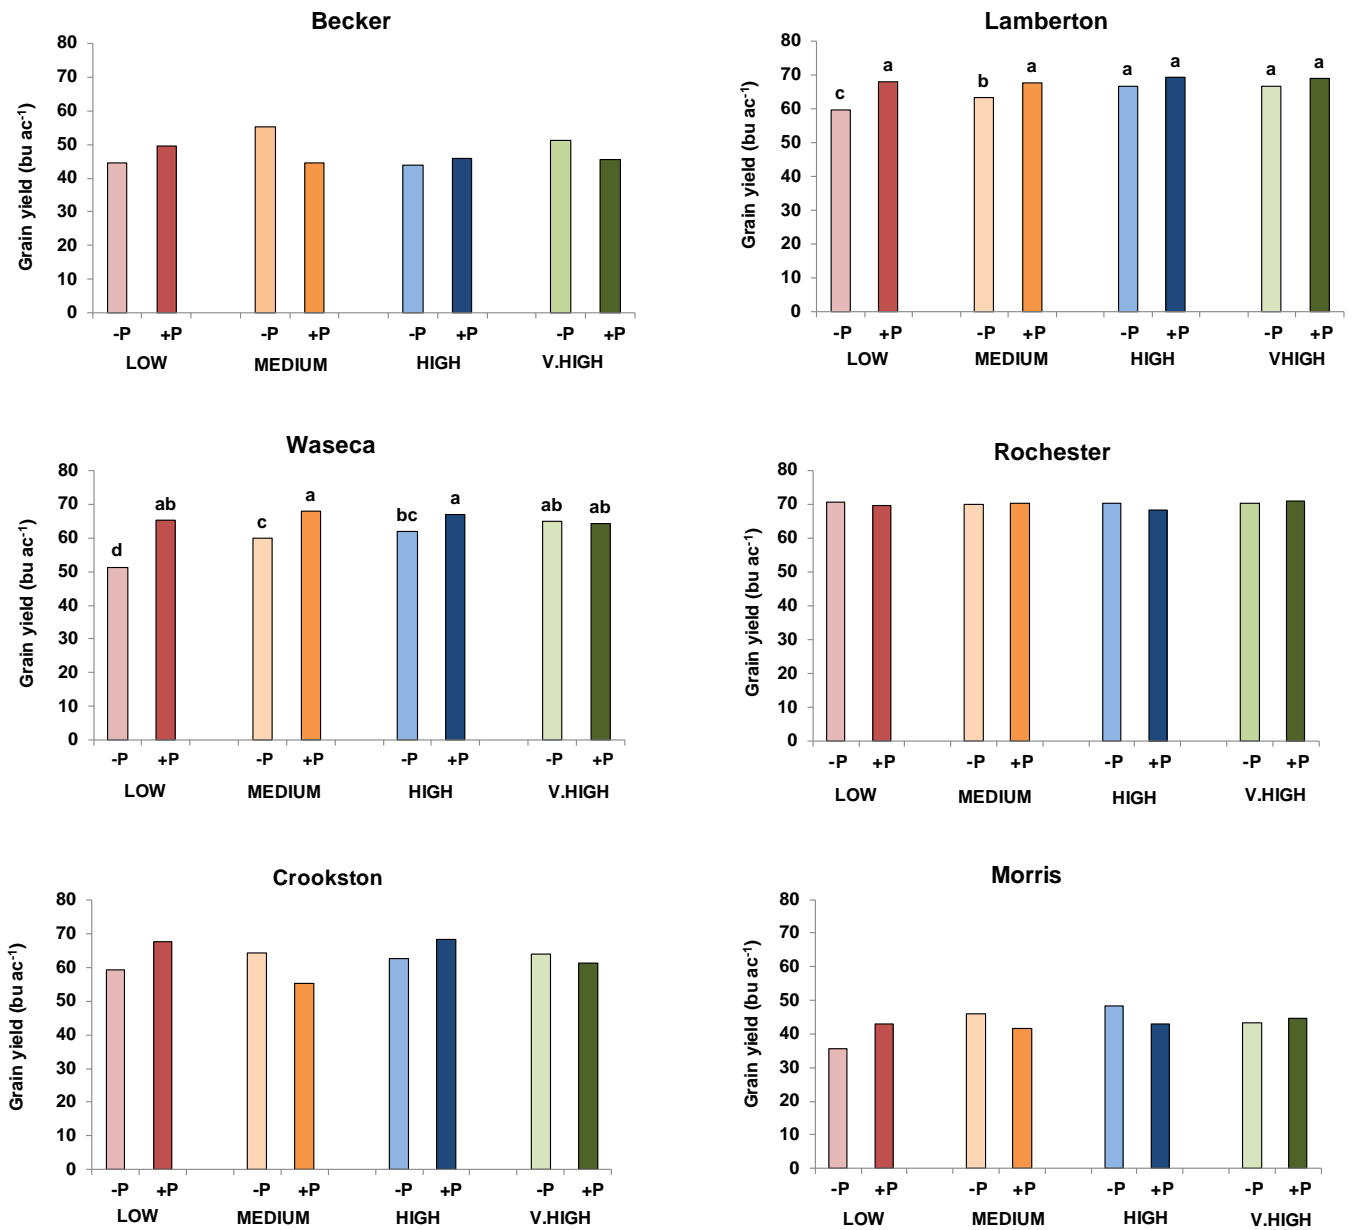 Becker
Grain yield (bu ac-1)
80
70
60
50
40
30
20
10
0
-P +P -P +P -P +P -P +P
LOW MEDIUM HIGH V.HIGH
Lamberton
Grain yield (bu ac-1)
80
70
60
50
40
30
20
10
0
c a b a a a a a
-P +P -P +P -P +P -P +P
LOW MEDIUM HIGH VHIGH
Waseca
Grain yield (bu ac-1)
80
70
60
50
40
30
20
10
0
d ab c a bc a ab ab
-P +P -P +P -P +P -P +P
LOW MEDIUM HIGH V.HIGH
Rochester
Grain yield (bu ac-1)
80
70
60
50
40
30
20
10
0
-P +P -P +P -P +P -P +P
LOW MEDIUM HIGH V.HIGH
Crookston
Grain yield (bu ac-1)
80
70
60
50
40
30
20
10
0
-P +P -P +P -P +P -P +P
LOW MEDIUM HIGH V.HIGH
Morris
Grain yield (bu ac-1)
80
70
60
50
40
30
20
10
0
-P +P -P +P -P +P -P +P
LOW MEDIUM HIGH V.HIGH